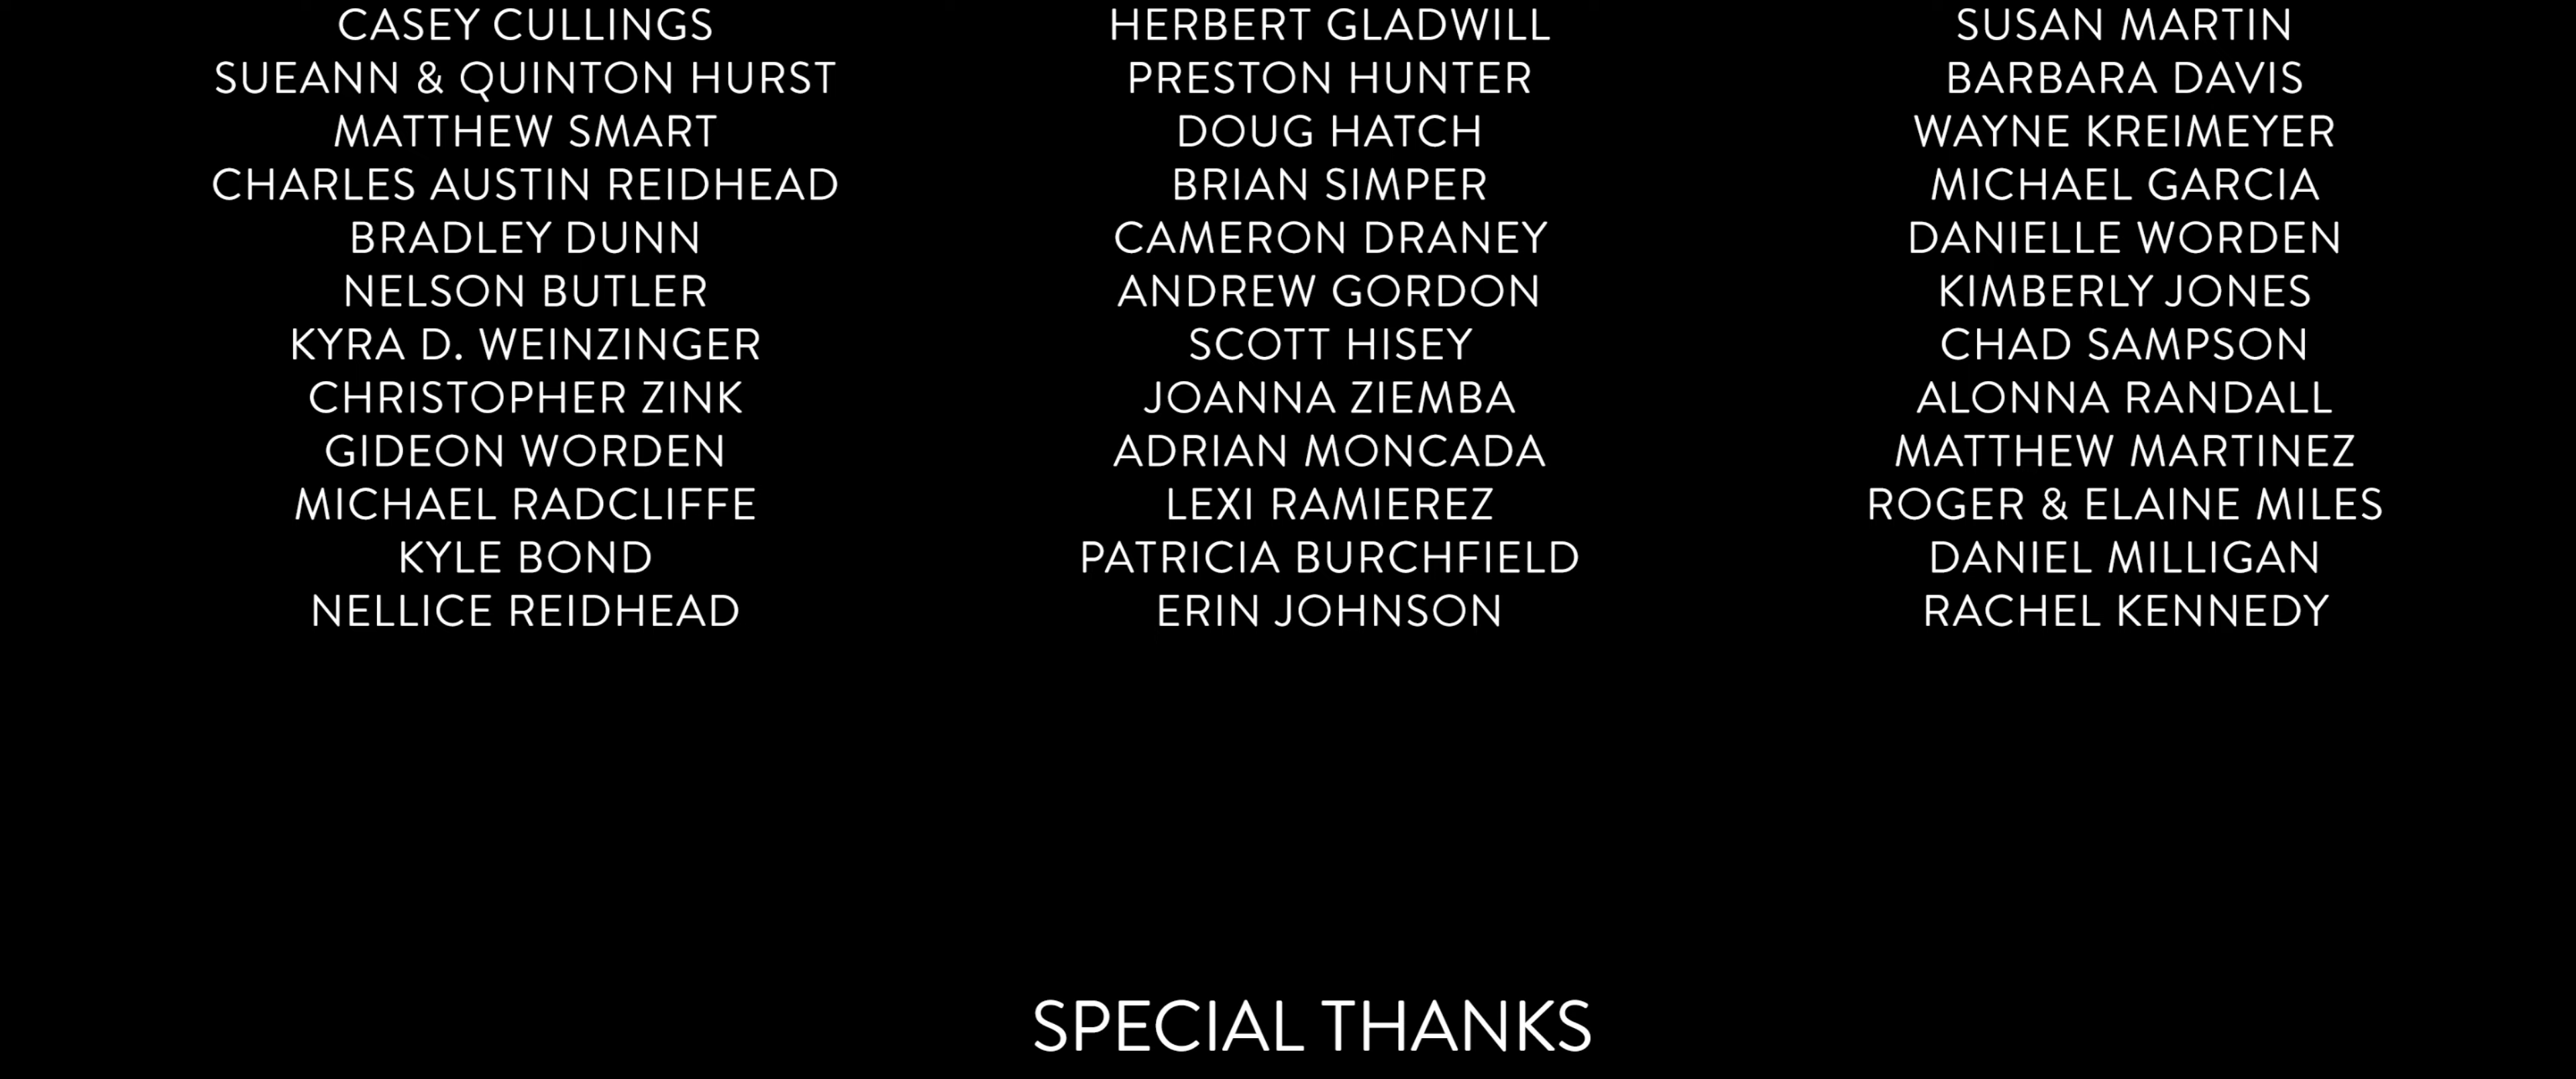 CASEY CULLINGS
SUEANN & QUINTON HURST
MATTHEW SMART
CHARLES AUSTIN REIDHEAD
BRADLEY DUNN
NELSON BUTLER
KYRA D. WEINZINGER
CHRISTOPHER ZINK
GIDEON WORDEN
MICHAEL RADCLIFFE
KYLE BOND
NELLICE REIDHEAD
HERBERT GLADWILL
PRESTON HUNTER
DOUG HATCH
BRIAN SIMPER
CAMERON DRANEY
ANDREW GORDON
SCOTT HISEY
JOANNA ZIEMBA
ADRIAN MONCADA
LEXI RAMIEREZ
PATRICIA BURCHFIELD
ERIN JOHNSON
SUSAN MARTIN
BARBARA DAVIS
WAYNE KREIMEYER
MICHAEL GARCIA
DANIELLE WORDEN
KIMBERLY JONES
CHAD SAMPSON
ALONNA RANDALL
MATTHEW MARTINEZ
ROGER & ELAINE MILES
DANIEL MILLIGAN
RACHEL KENNEDY
SPECIAL THANKS